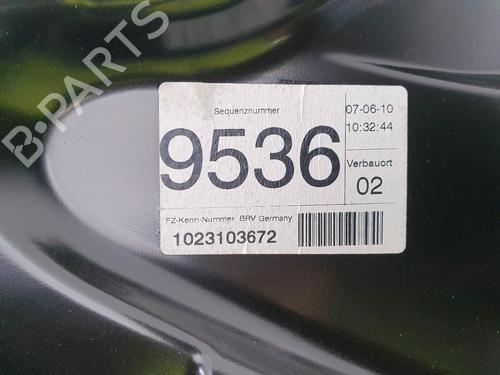 B-PARTS
Sequenznummer
07-06-10
10:32:44
9536
Verbauort
02
FZ-Kenn-Nummer BRV Germany
1023103672